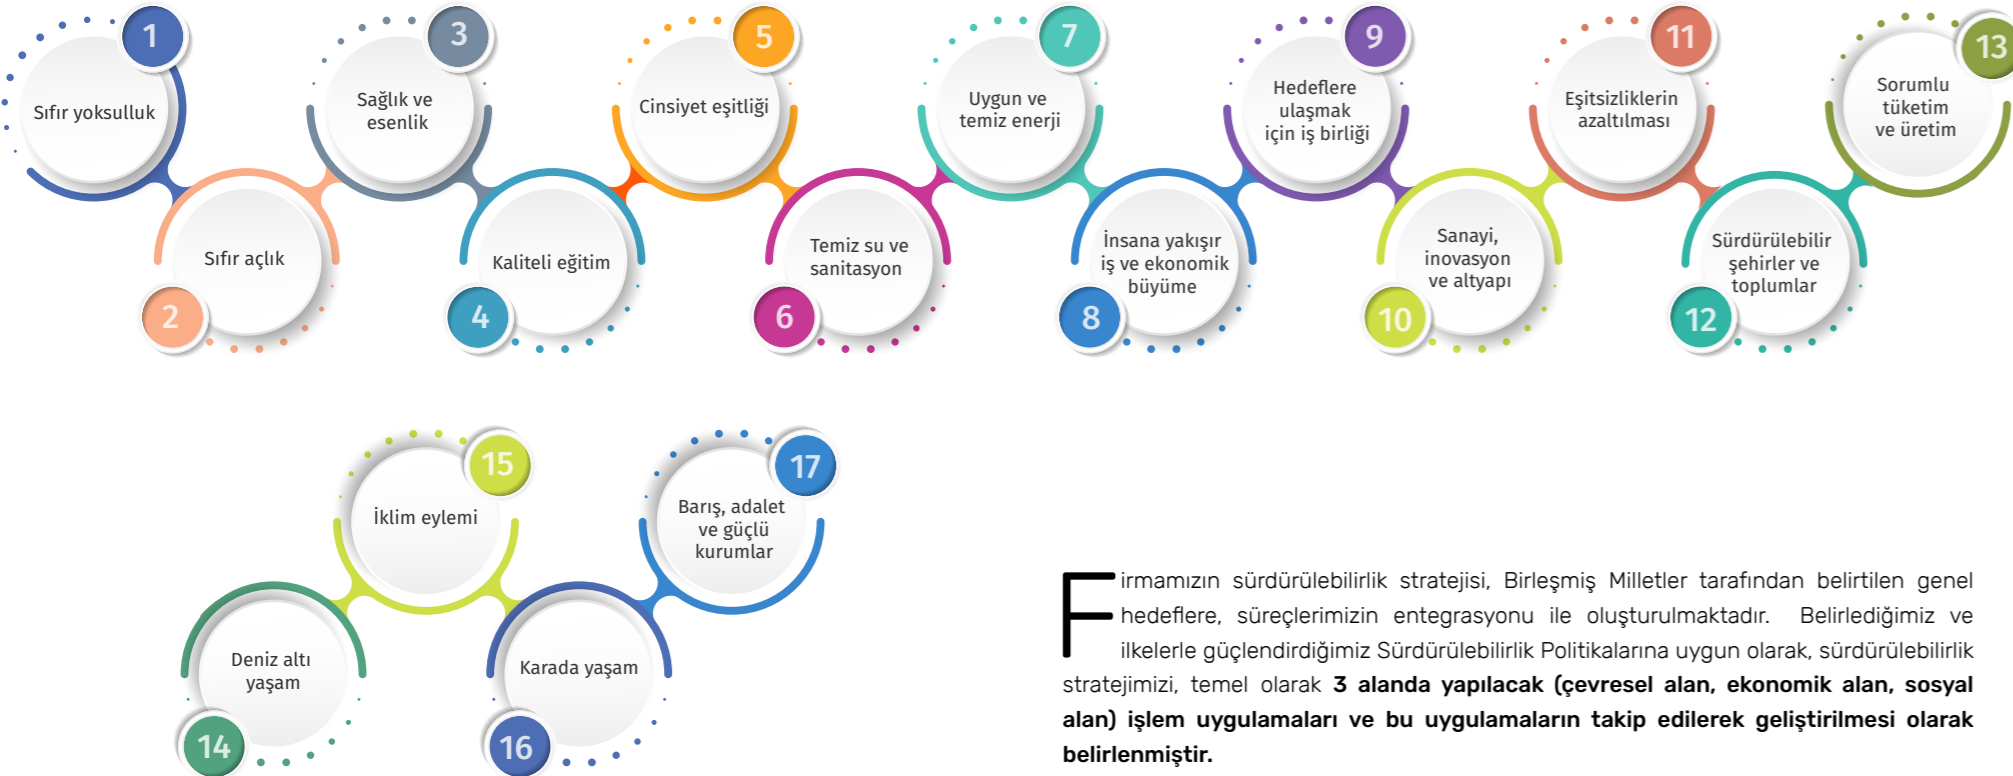 1
Sıfır yoksulluk
2
Sıfır açlık
3
Sağlık ve
esenlik
4
Kaliteli eğitim
5
Cinsiyet eşitliği
6
Temiz su ve
sanitasyon
7
Uygun ve
temiz enerji
8
İnsana yakışır
iş ve ekonomik
büyüme
9
Hedeflere
ulaşmak
için iş birliği
10
Sanayi,
inovasyon
ve altyapı
11
Eşitsizliklerin
azaltılması
12
Sürdürülebilir
şehirler ve
toplumlar
13
Sorumlu
tüketim
ve üretim
14
Deniz altı
yaşam
15
İklim eylemi
16
Karada yaşam
17
Barış, adalet
ve güçlü
kurumlar
Firmamızın sürdürülebilirlik stratejisi, Birleşmiş Milletler tarafından belirtilen genel
hedeflere, süreçlerimizin entegrasyonu ile oluşturulmaktadır. Belirlediğimiz ve
ilkelerle güçlendirdiğimiz Sürdürülebilirlik Politikalarına uygun olarak, sürdürülebilirlik
stratejimizi, temel olarak 3 alanda yapılacak (çevresel alan, ekonomik alan, sosyal
alan) işlem uygulamaları ve bu uygulamaların takip edilerek geliştirilmesi olarak
belirlenmiştir.